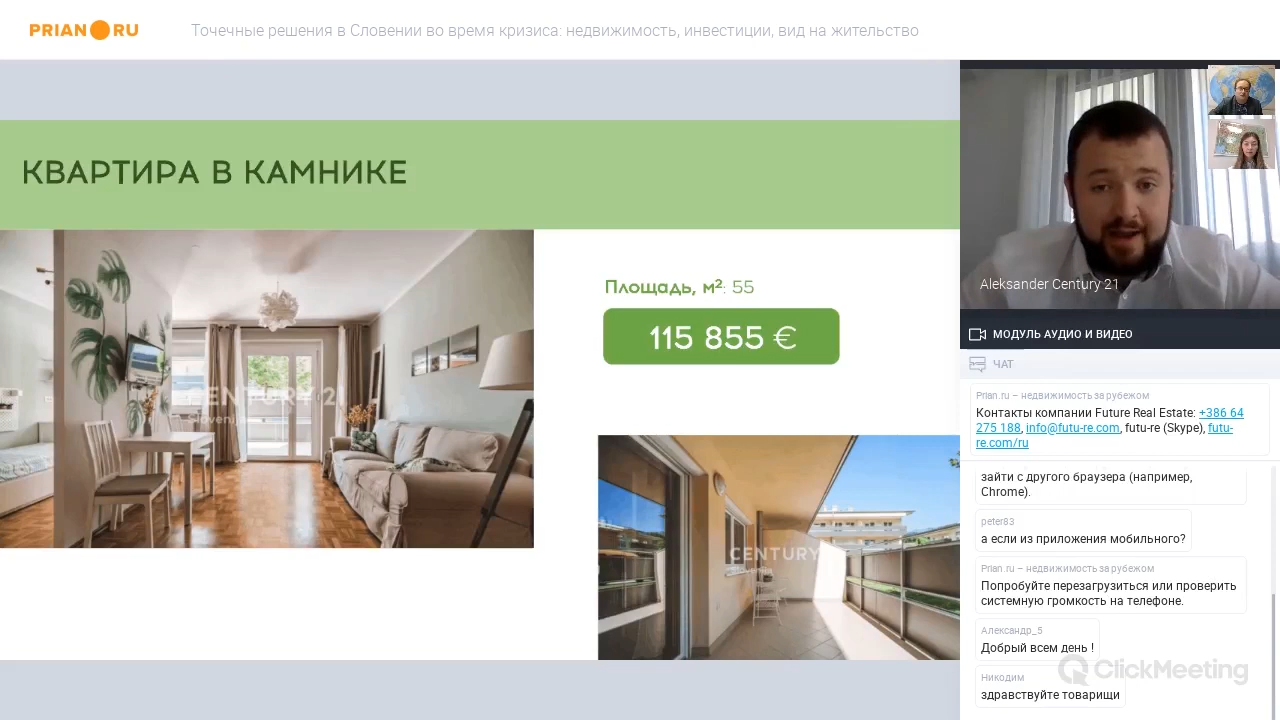 PRIAN RU
Точечные решения в Словении во время кризиса: недвижимость, инвестиции, вид на жительство
КВАРТИРА В КАМНИКЕ
CENTURY 21
Slovenija
Площадь, м²: 55
115 855 €
CENTURY
Aleksander Century 21
МОДУЛЬ АУДИО И ВИДЕО
ЧАТ
Prian.ru – недвижимость за рубежом
Контакты компании Future Real Estate: +386 64
275 188, info@futu-re.com, futu-re (Skype), futu-
re.com/ru
зайти с другого браузера (например,
Chrome).
peter83
а если из приложения мобильного?
Prian.ru – недвижимость за рубежом
Попробуйте перезагрузиться или проверить
системную громкость на телефоне.
Александр_5
Добрый всем день !
ClickMeeting
Никодим
здравствуйте товарищи